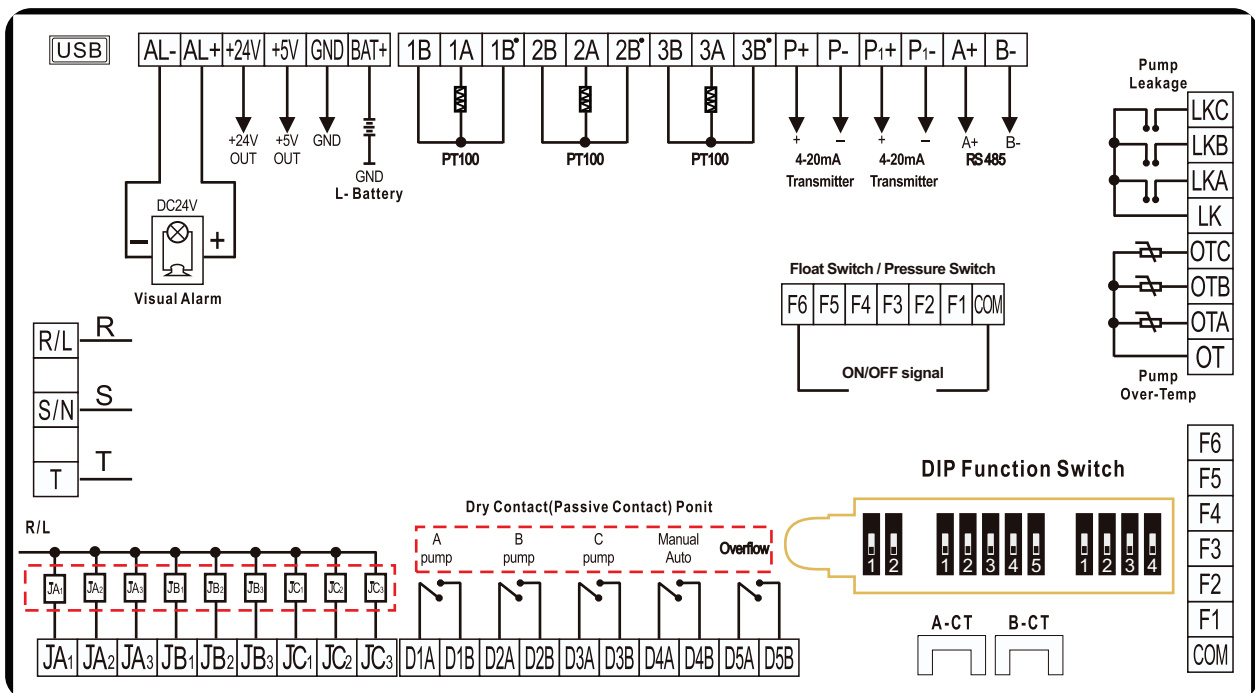 USB
AL- AL+ +24V +5V GND BAT+
1B 1A 1B• 2B 2A 2B• 3B 3A 3B• P+ P- P1+ P1- A+ B-
+24V OUT
+5V OUT
GND
GND
L- Battery
PT100
PT100
PT100
+ −
4-20mA
Transmitter
+ −
4-20mA
Transmitter
A+ B-
RS485
Pump
Leakage
LKC
LKB
LKA
LK
OTC
OTB
OTA
OT
Pump
Over-Temp
DC24V
− +
Visual Alarm
Float Switch / Pressure Switch
F6 F5 F4 F3 F2 F1 COM
ON/OFF signal
R/L R
S/N S
T T
DIP Function Switch
1 2 1 2 3 4 5 1 2 3 4
F6
F5
F4
F3
F2
F1
COM
A-CT B-CT
R/L
JA1 JA2 JA3 JB1 JB2 JB3 JC1 JC2 JC3
JA1 JA2 JA3 JB1 JB2 JB3 JC1 JC2 JC3
Dry Contact(Passive Contact) Ponit
A pump
B pump
C pump
Manual Auto
Overflow
D1A D1B D2A D2B D3A D3B D4A D4B D5A D5B